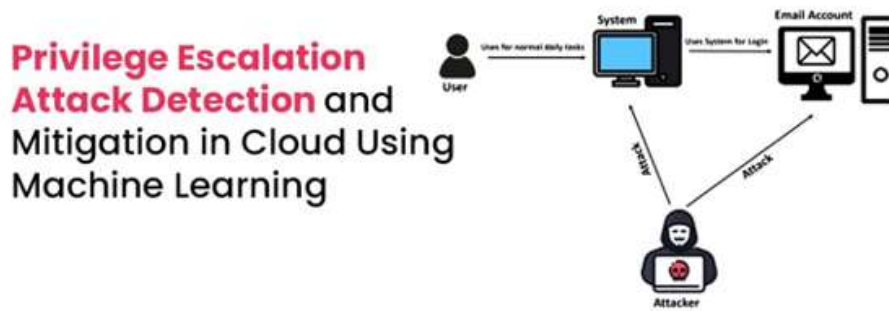 Privilege Escalation
Attack Detection and
Mitigation in Cloud Using
Machine Learning
User
Uses for normal daily tasks
System
Uses System for Login
Email Account
Attack
Attack
Attacker